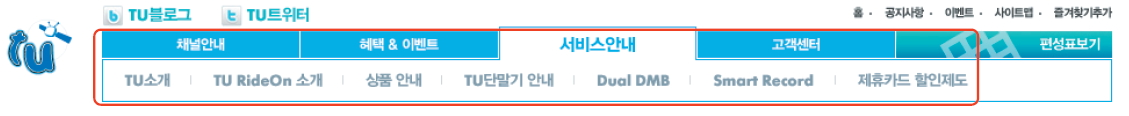 TU블로그 TU트위터 홈 · 공지사항 · 이벤트 · 사이트맵 · 즐겨찾기추가
tu
채널안내 혜택 & 이벤트 서비스안내 고객센터 편성표보기
TU소개 | TU RideOn 소개 | 상품 안내 | TU단말기 안내 | Dual DMB | Smart Record | 제휴카드 할인제도